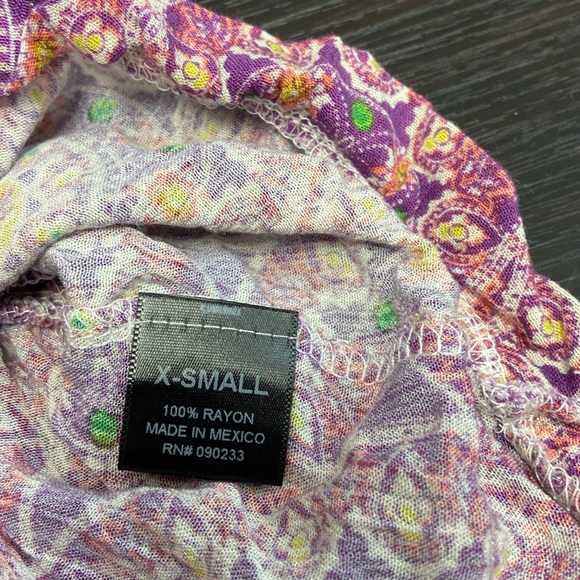 X-SMALL
100% RAYON
MADE IN MEXICO
RN# 090233